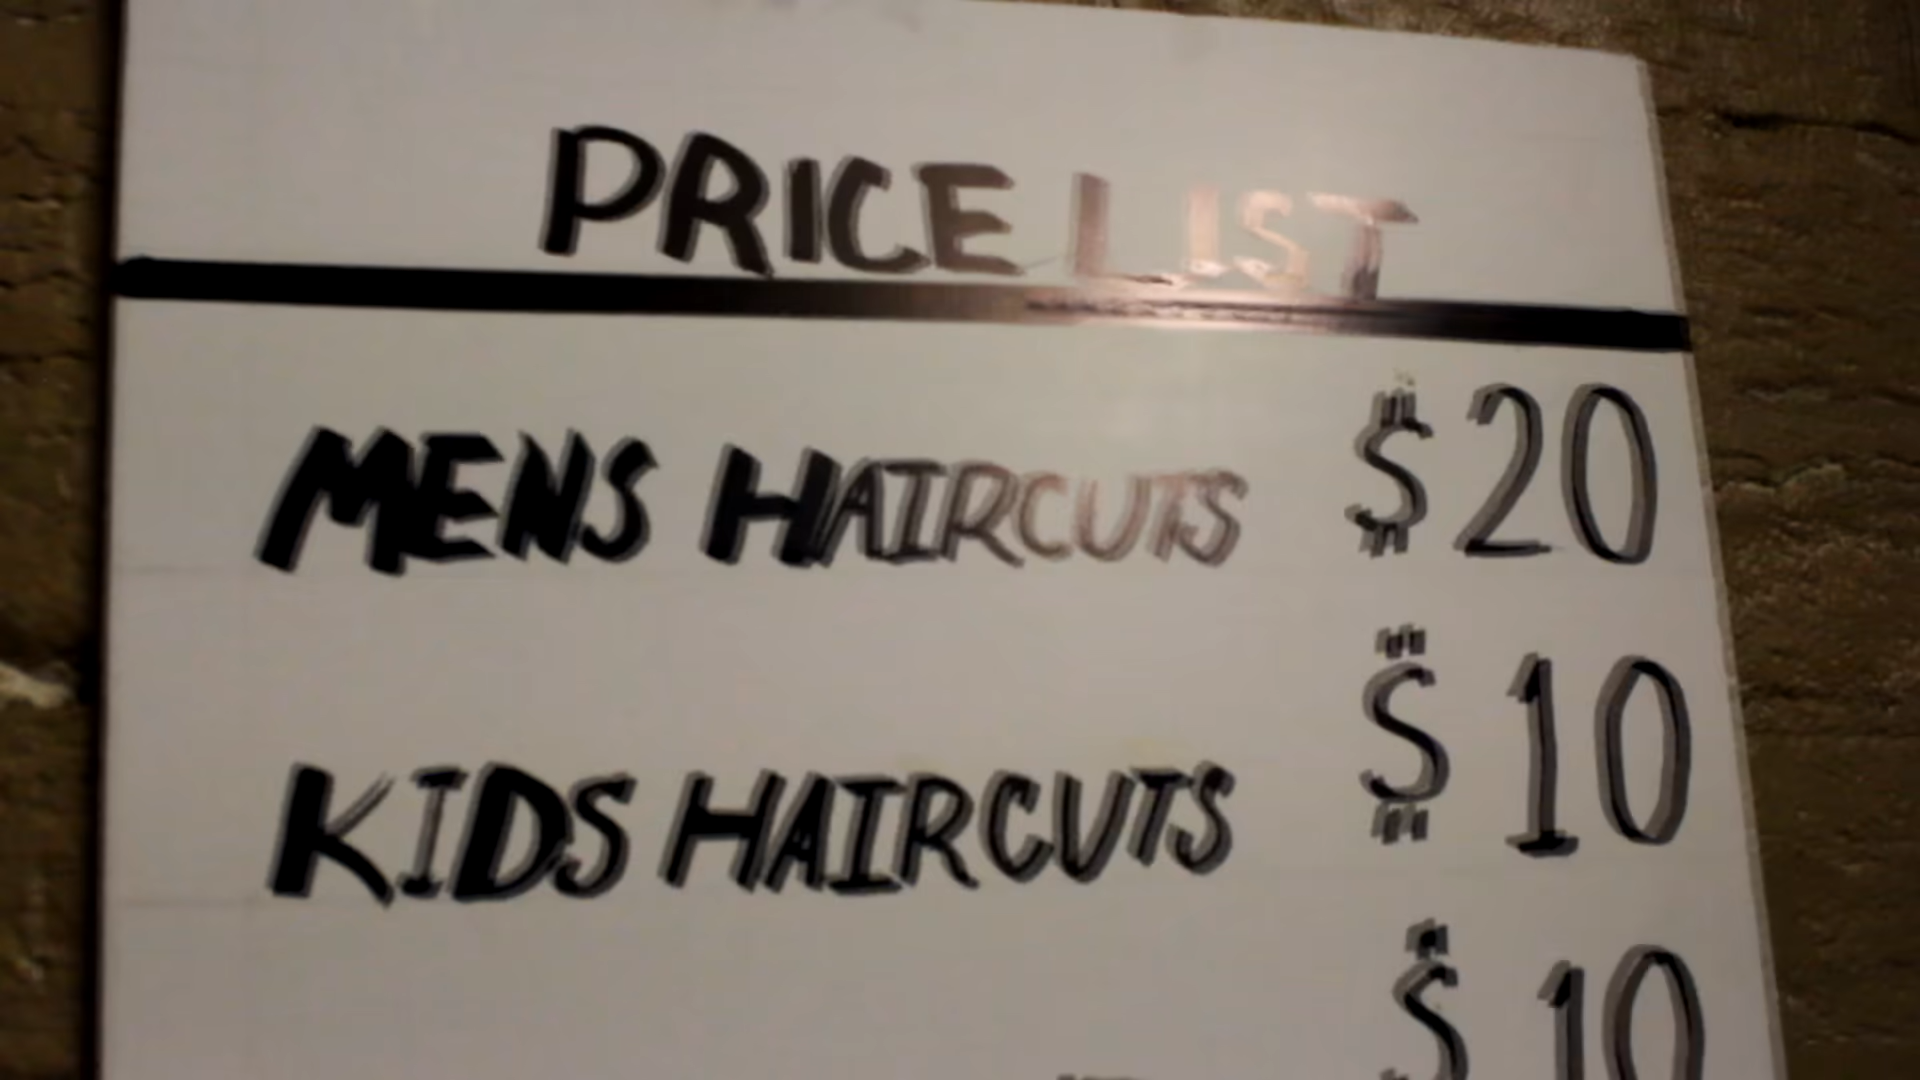 PRICE LIST
MENS HAIRCUTS $20
KIDS HAIRCUTS $10
$10